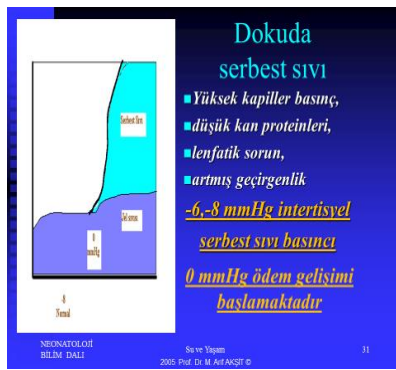 Dokuda
serbest sıvı
Yüksek kapiller basınç,
düşük kan proteinleri,
lenfatik sorun,
artmış geçirgenlik
-6,-8 mmHg intertisyel
serbest sıvı basıncı
0 mmHg ödem gelişimi
başlamaktadır
Serbest Sıvı
Jel sıvısı
0
mmHg
-8
Normal
NEONATOLOJİ
BİLİM DALI
Su ve Yaşam
2005 Prof. Dr. M. Arif AKŞİT ©
31